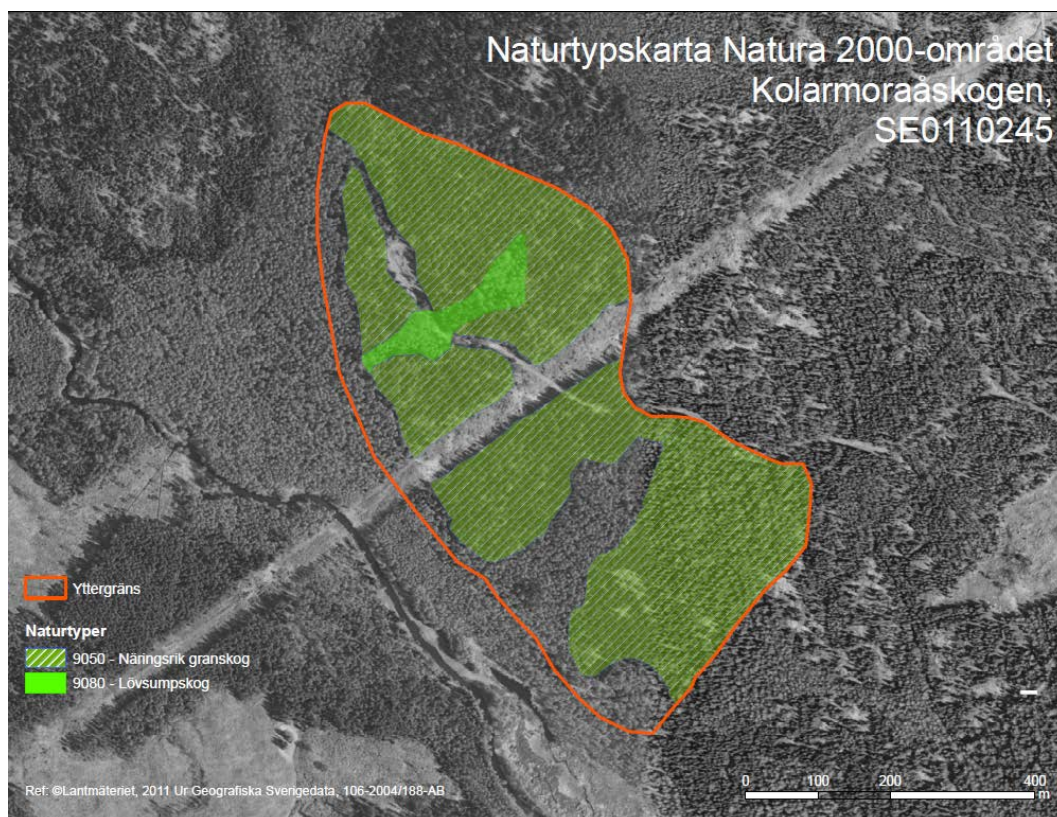 Naturtypskarta Natura 2000-området
Kolarmoraåskogen,
SE0110245
Yttergräns
Naturtyper
9050 - Näringsrik granskog
9080 - Lövsumpskog
Ref: ©Lantmäteriet, 2011 Ur Geografiska Sverigedata, 106-2004/188-AB
0 100 200 400
m